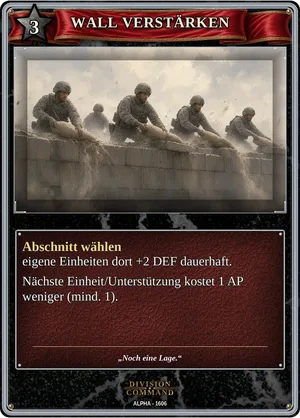 3
WALL VERSTÄRKEN
Abschnitt wählen
eigene Einheiten dort +2 DEF dauerhaft.
Nächste Einheit/Unterstützung kostet 1 AP
weniger (mind. 1).
„Noch eine Lage.“
DIVISION
COMMAND
ALPHA - 1606